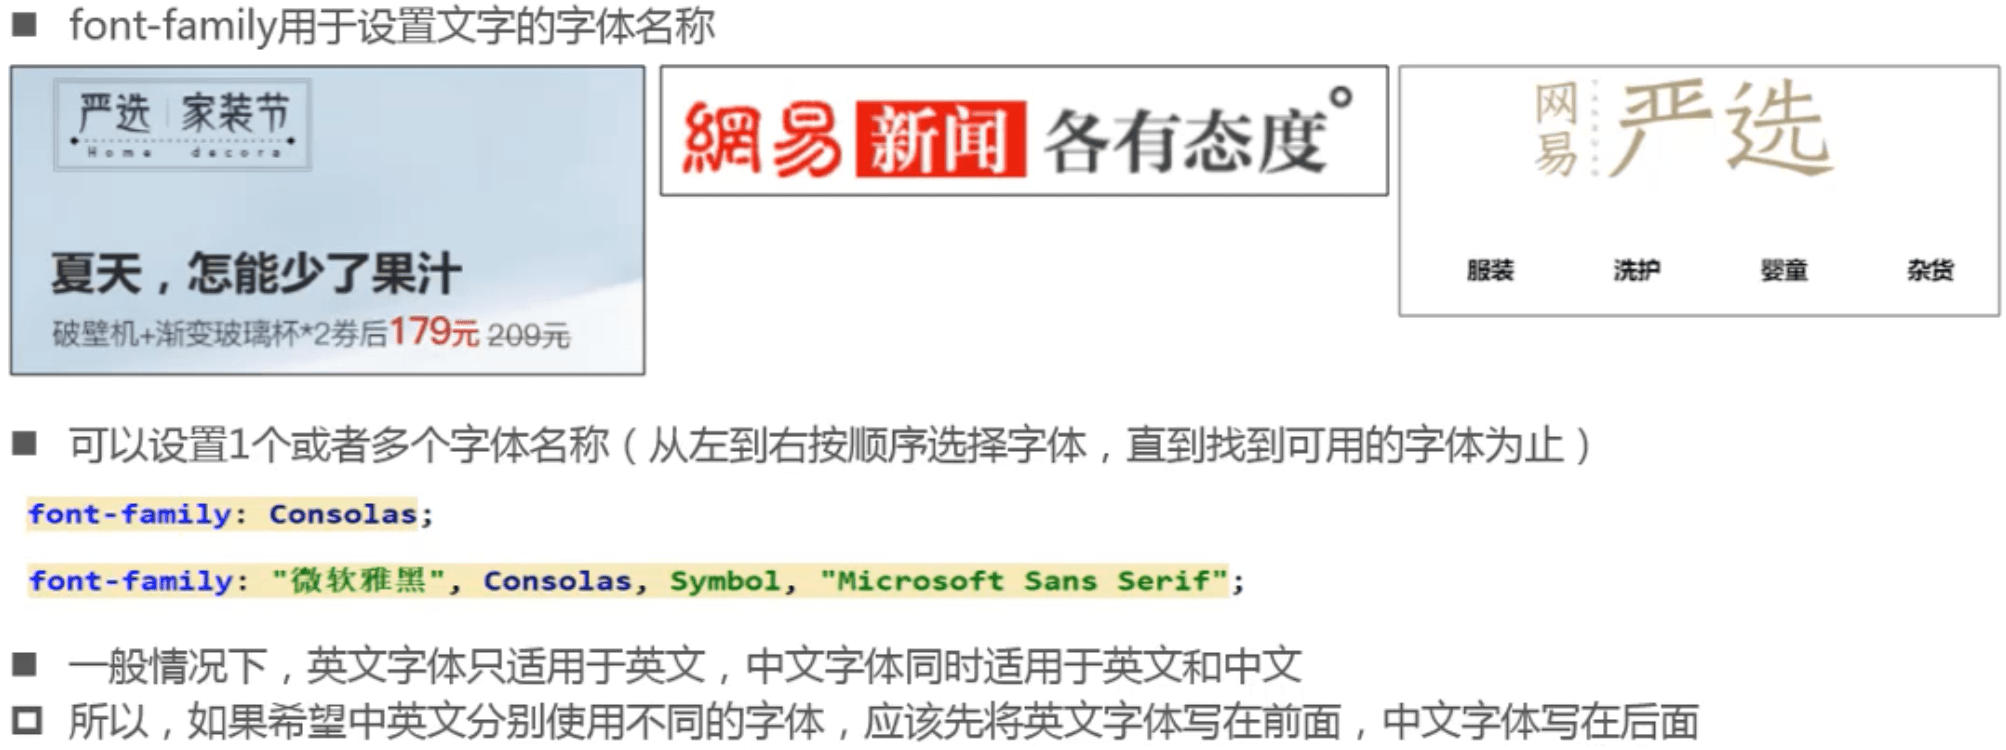 font-family用于设置文字的字体名称
严选 家装节
Home decora
夏天，怎能少了果汁
破壁机+渐变玻璃杯*2券后179元 209元
網易 新闻 各有态度
网易 严选
服装 洗护 婴童 杂货
可以设置1个或者多个字体名称（从左到右按顺序选择字体，直到找到可用的字体为止）
font-family: Consolas;
font-family: "微软雅黑", Consolas, Symbol, "Microsoft Sans Serif";
一般情况下，英文字体只适用于英文，中文字体同时适用于英文和中文
所以，如果希望中英文分别使用不同的字体，应该先将英文字体写在前面，中文字体写在后面